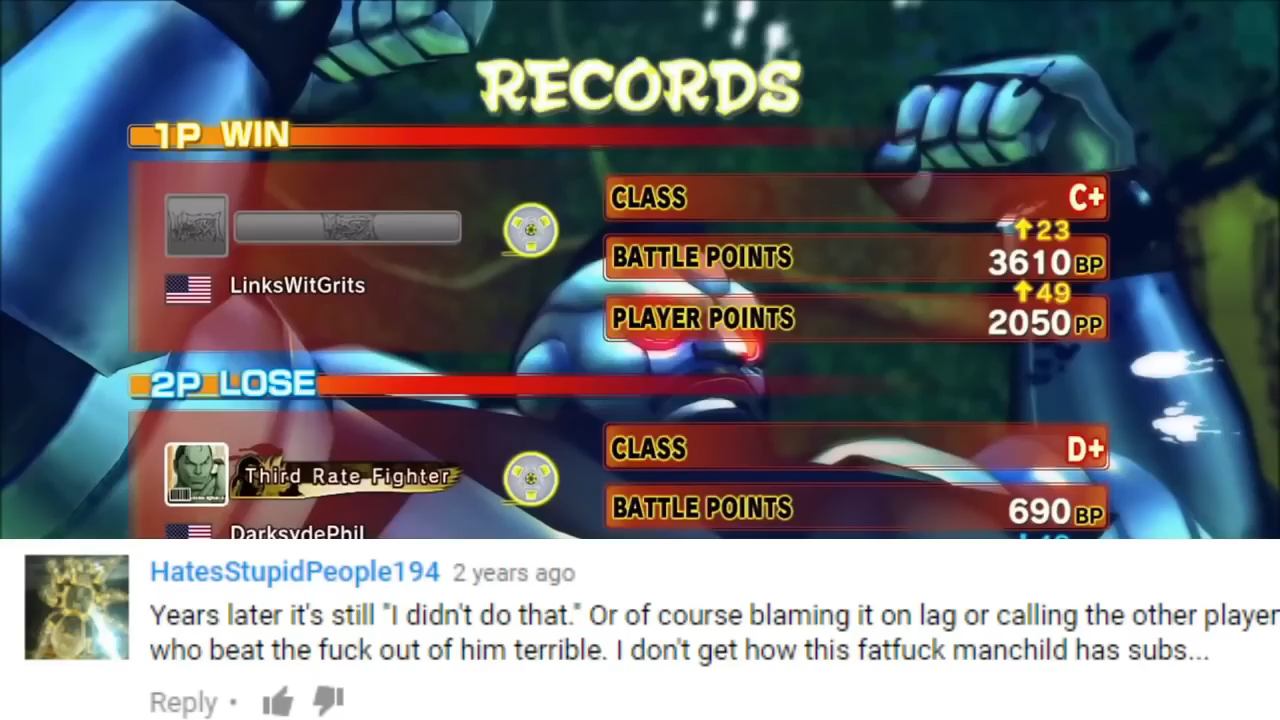 RECORDS
1P WIN
CLASS C+
↑23
BATTLE POINTS 3610 BP
↑49
LinksWitGrits
PLAYER POINTS 2050 PP
2P LOSE
CLASS D+
Third Rate Fighter
BATTLE POINTS 690 BP
DarksydePhil
HatesStupidPeople194 2 years ago
Years later it's still "I didn't do that." Or of course blaming it on lag or calling the other player
who beat the fuck out of him terrible. I don't get how this fatfuck manchild has subs...
Reply •